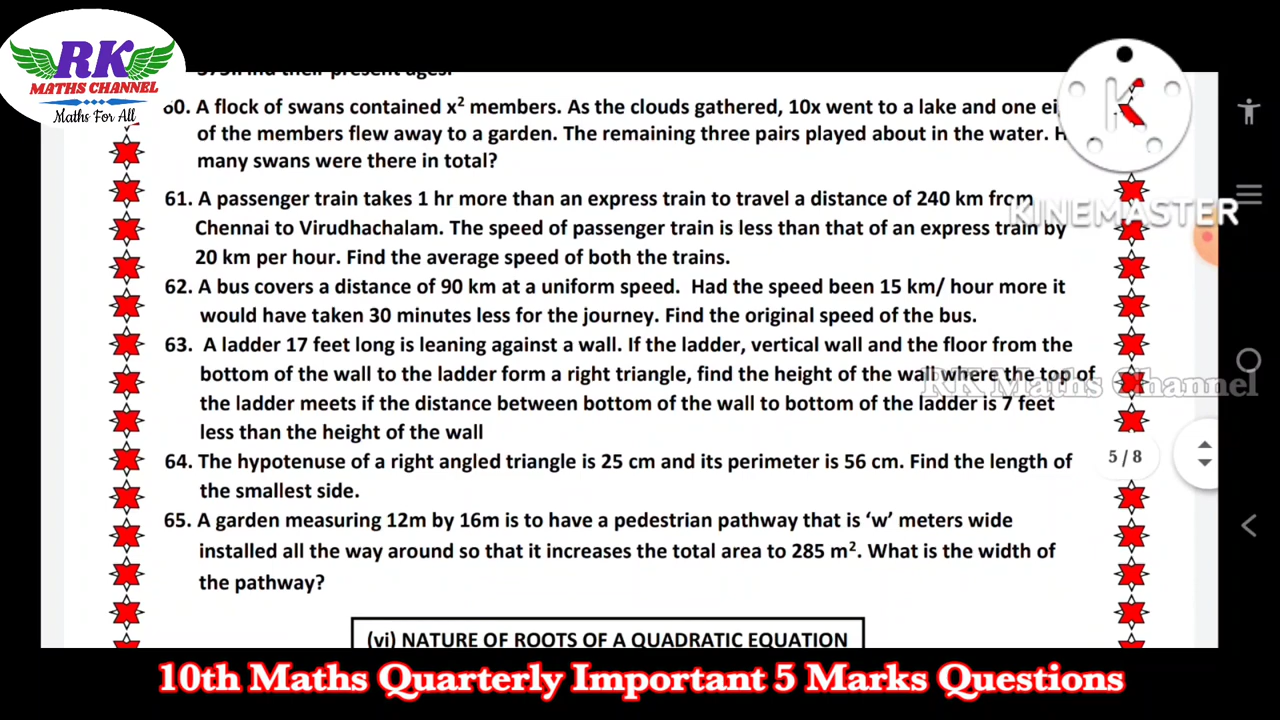 RK
MATHS CHANNEL
Maths For All
373.Find their present ages.
60. A flock of swans contained x² members. As the clouds gathered, 10x went to a lake and one
of the members flew away to a garden. The remaining three pairs played about in the water.
many swans were there in total?
61. A passenger train takes 1 hr more than an express train to travel a distance of 240 km from
Chennai to Virudhachalam. The speed of passenger train is less than that of an express train by
20 km per hour. Find the average speed of both the trains.
KINEMASTER
62. A bus covers a distance of 90 km at a uniform speed. Had the speed been 15 km/ hour more it
would have taken 30 minutes less for the journey. Find the original speed of the bus.
63. A ladder 17 feet long is leaning against a wall. If the ladder, vertical wall and the floor from the
bottom of the wall to the ladder form a right triangle, find the height of the wall where the top of
the ladder meets if the distance between bottom of the wall to bottom of the ladder is 7 feet
less than the height of the wall
RK Maths Channel
64. The hypotenuse of a right angled triangle is 25 cm and its perimeter is 56 cm. Find the length of
the smallest side.
5 / 8
65. A garden measuring 12m by 16m is to have a pedestrian pathway that is ‘w’ meters wide
installed all the way around so that it increases the total area to 285 m². What is the width of
the pathway?
(vi) NATURE OF ROOTS OF A QUADRATIC EQUATION
10th Maths Quarterly Important 5 Marks Questions